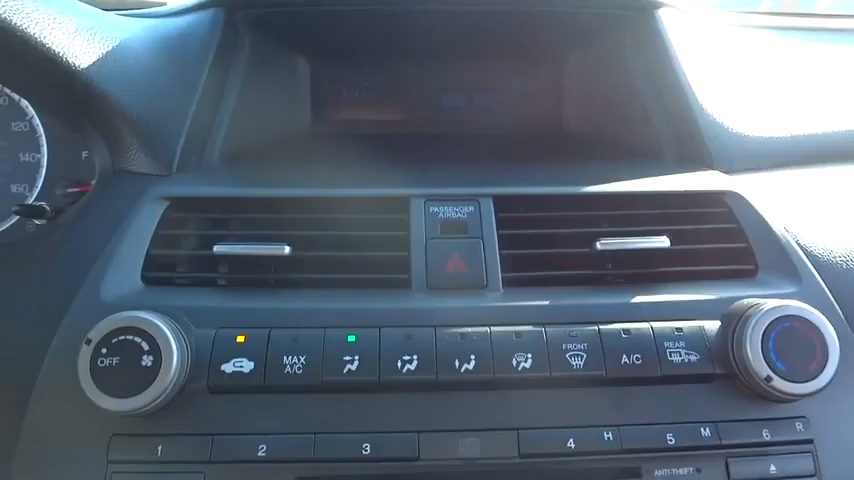 120
140
160
F
PASSENGER
AIRBAG
OFF
MAX
A/C
FRONT
A/C
REAR
1 2 3 4 H 5 M 6 R
ANTI-THEFT